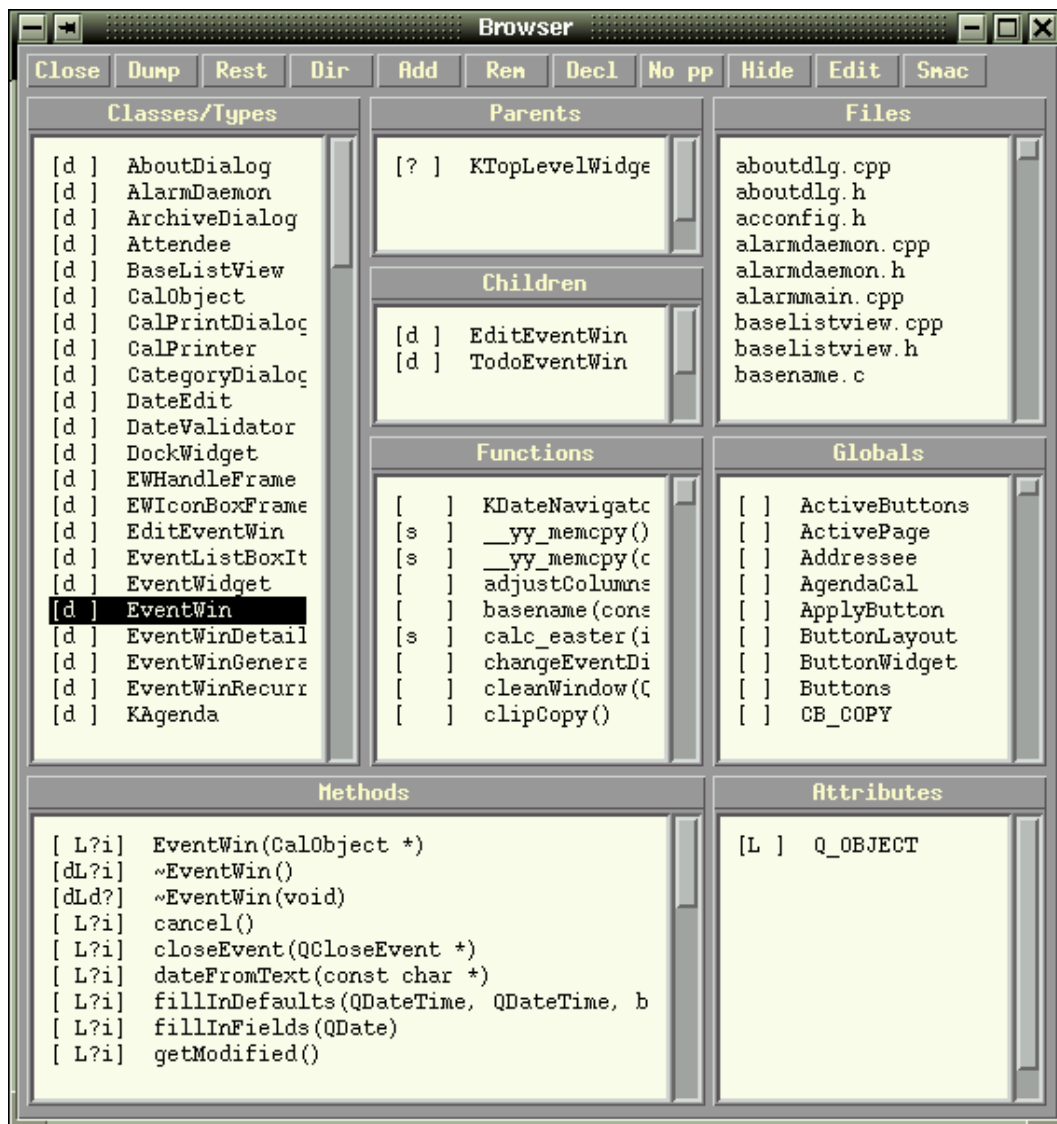 Browser
Close Dump Rest Dir Add Rem Decl No pp Hide Edit Smac
Classes/Types
[d ] AboutDialog
[d ] AlarmDaemon
[d ] ArchiveDialog
[d ] Attendee
[d ] BaseListView
[d ] CalObject
[d ] CalPrintDialog
[d ] CalPrinter
[d ] CategoryDialog
[d ] DateEdit
[d ] DateValidator
[d ] DockWidget
[d ] EWHandleFrame
[d ] EWIconBoxFrame
[d ] EditEventWin
[d ] EventListBoxIt
[d ] EventWidget
[d ] EventWin
[d ] EventWinDetail
[d ] EventWinGenera
[d ] EventWinRecurr
[d ] KAgenda
Parents
[? ] KTopLevelWidge
Children
[d ] EditEventWin
[d ] TodoEventWin
Files
aboutdlg.cpp
aboutdlg.h
acconfig.h
alarmdaemon.cpp
alarmdaemon.h
alarmmain.cpp
baselistview.cpp
baselistview.h
basename.c
Functions
[ ] KDateNavigato
[s ] __yy_memcpy()
[s ] __yy_memcpy(c
[ ] adjustColumns
[ ] basename(cons
[s ] calc_easter(i
[ ] changeEventDi
[ ] cleanWindow(Q
[ ] clipCopy()
Globals
[ ] ActiveButtons
[ ] ActivePage
[ ] Addressee
[ ] AgendaCal
[ ] ApplyButton
[ ] ButtonLayout
[ ] ButtonWidget
[ ] Buttons
[ ] CB_COPY
Methods
[ L?i] EventWin(CalObject *)
[dL?i] ~EventWin()
[dLd?] ~EventWin(void)
[ L?i] cancel()
[ L?i] closeEvent(QCloseEvent *)
[ L?i] dateFromText(const char *)
[ L?i] fillInDefaults(QDateTime, QDateTime, b
[ L?i] fillInFields(QDate)
[ L?i] getModified()
Attributes
[L ] Q_OBJECT